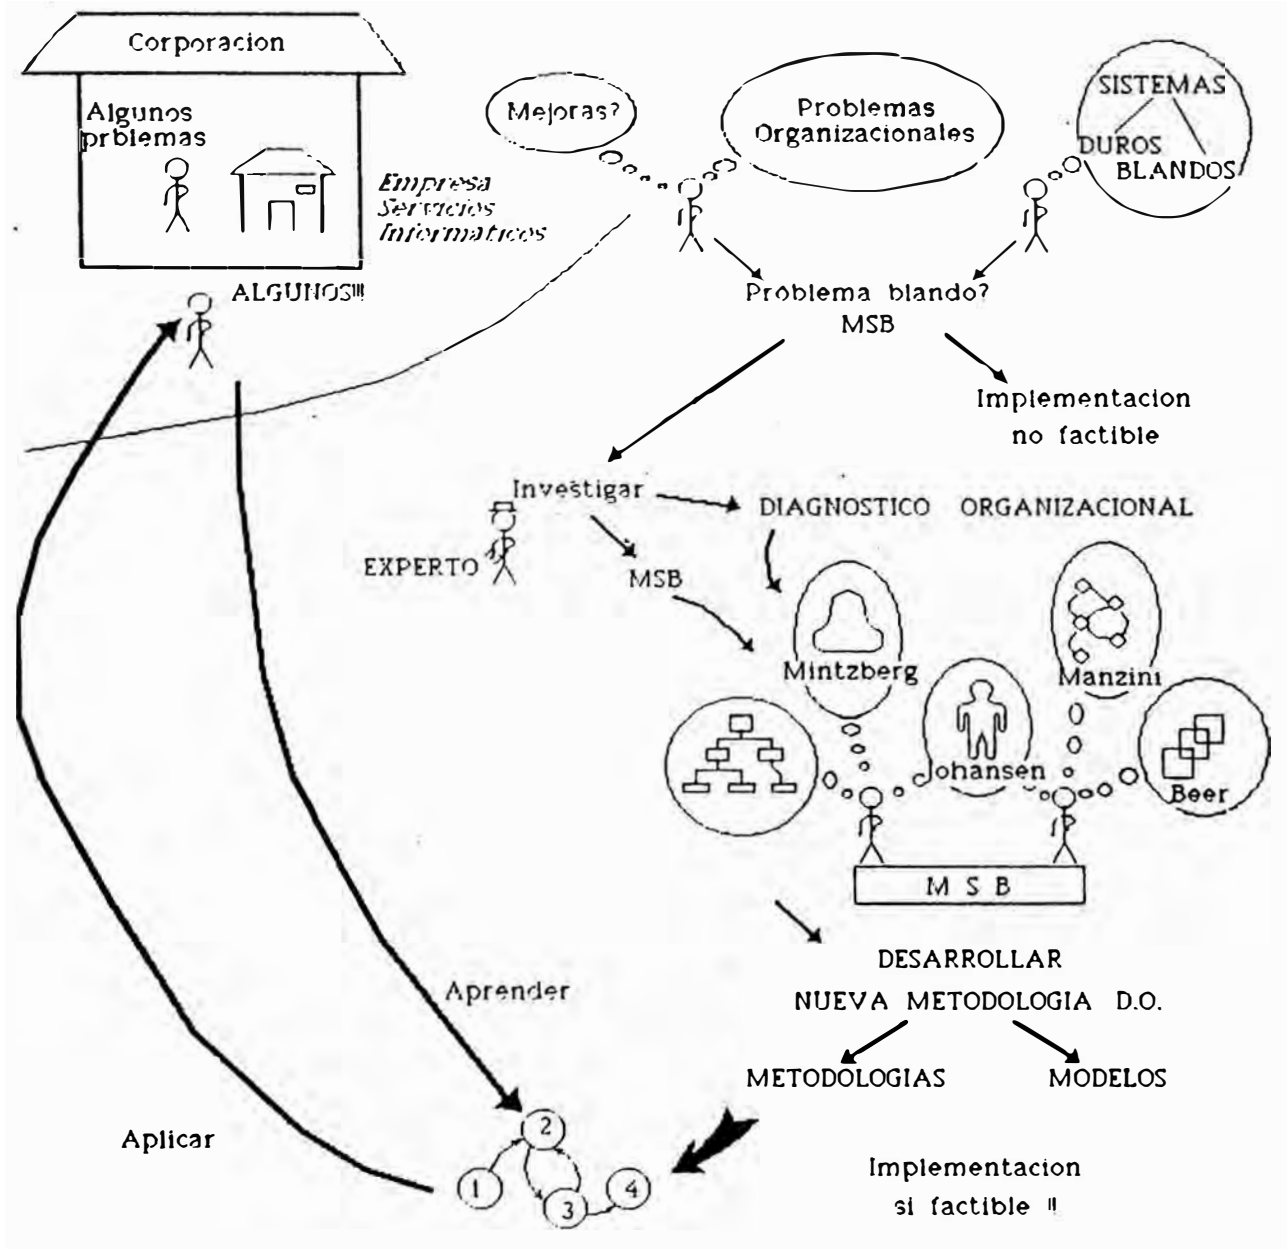 Corporacion
Algunos
prblemas
Empresa
Servicios
Informaticos
ALGUNOS!!!
Mejoras?
Problemas
Organizacionales
SISTEMAS
DUROS
BLANDOS
Problema blando?
MSB
Implementacion
no factible
Investigar
EXPERTO
MSB
DIAGNOSTICO ORGANIZACIONAL
Mintzberg
Manzini
Johansen
Beer
M S B
DESARROLLAR
NUEVA METODOLOGIA D.O.
METODOLOGIAS
MODELOS
Aprender
Aplicar
1
2
3
4
Implementacion
si factible !!